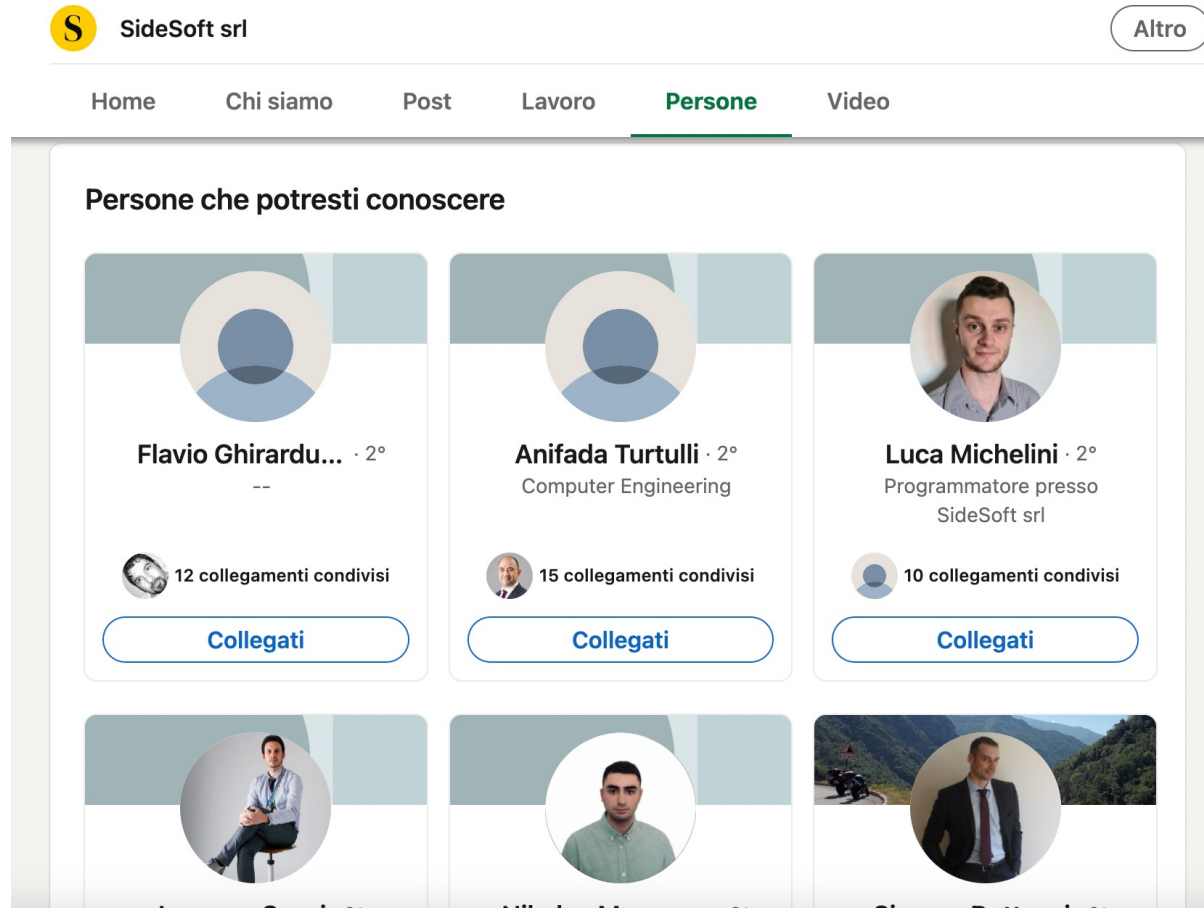 S SideSoft srl Altro
Home Chi siamo Post Lavoro Persone Video
Persone che potresti conoscere
Flavio Ghirardu... · 2°
--
12 collegamenti condivisi
Collegati
Anifada Turtulli · 2°
Computer Engineering
15 collegamenti condivisi
Collegati
Luca Michelini · 2°
Programmatore presso
SideSoft srl
10 collegamenti condivisi
Collegati